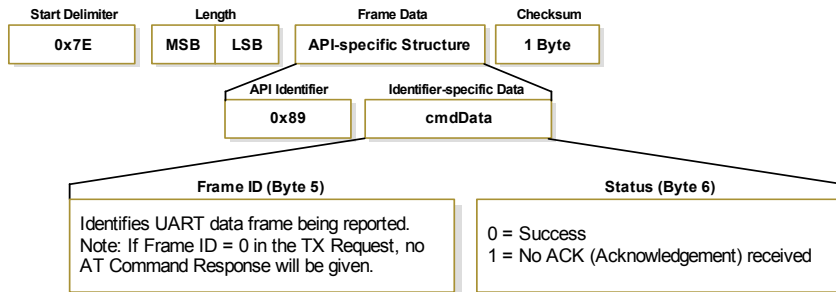 Start Delimiter
Length
Frame Data
Checksum
0x7E
MSB
LSB
API-specific Structure
1 Byte
API Identifier
Identifier-specific Data
0x89
cmdData
Frame ID (Byte 5)
Status (Byte 6)
Identifies UART data frame being reported.
Note: If Frame ID = 0 in the TX Request, no
AT Command Response will be given.
0 = Success
1 = No ACK (Acknowledgement) received